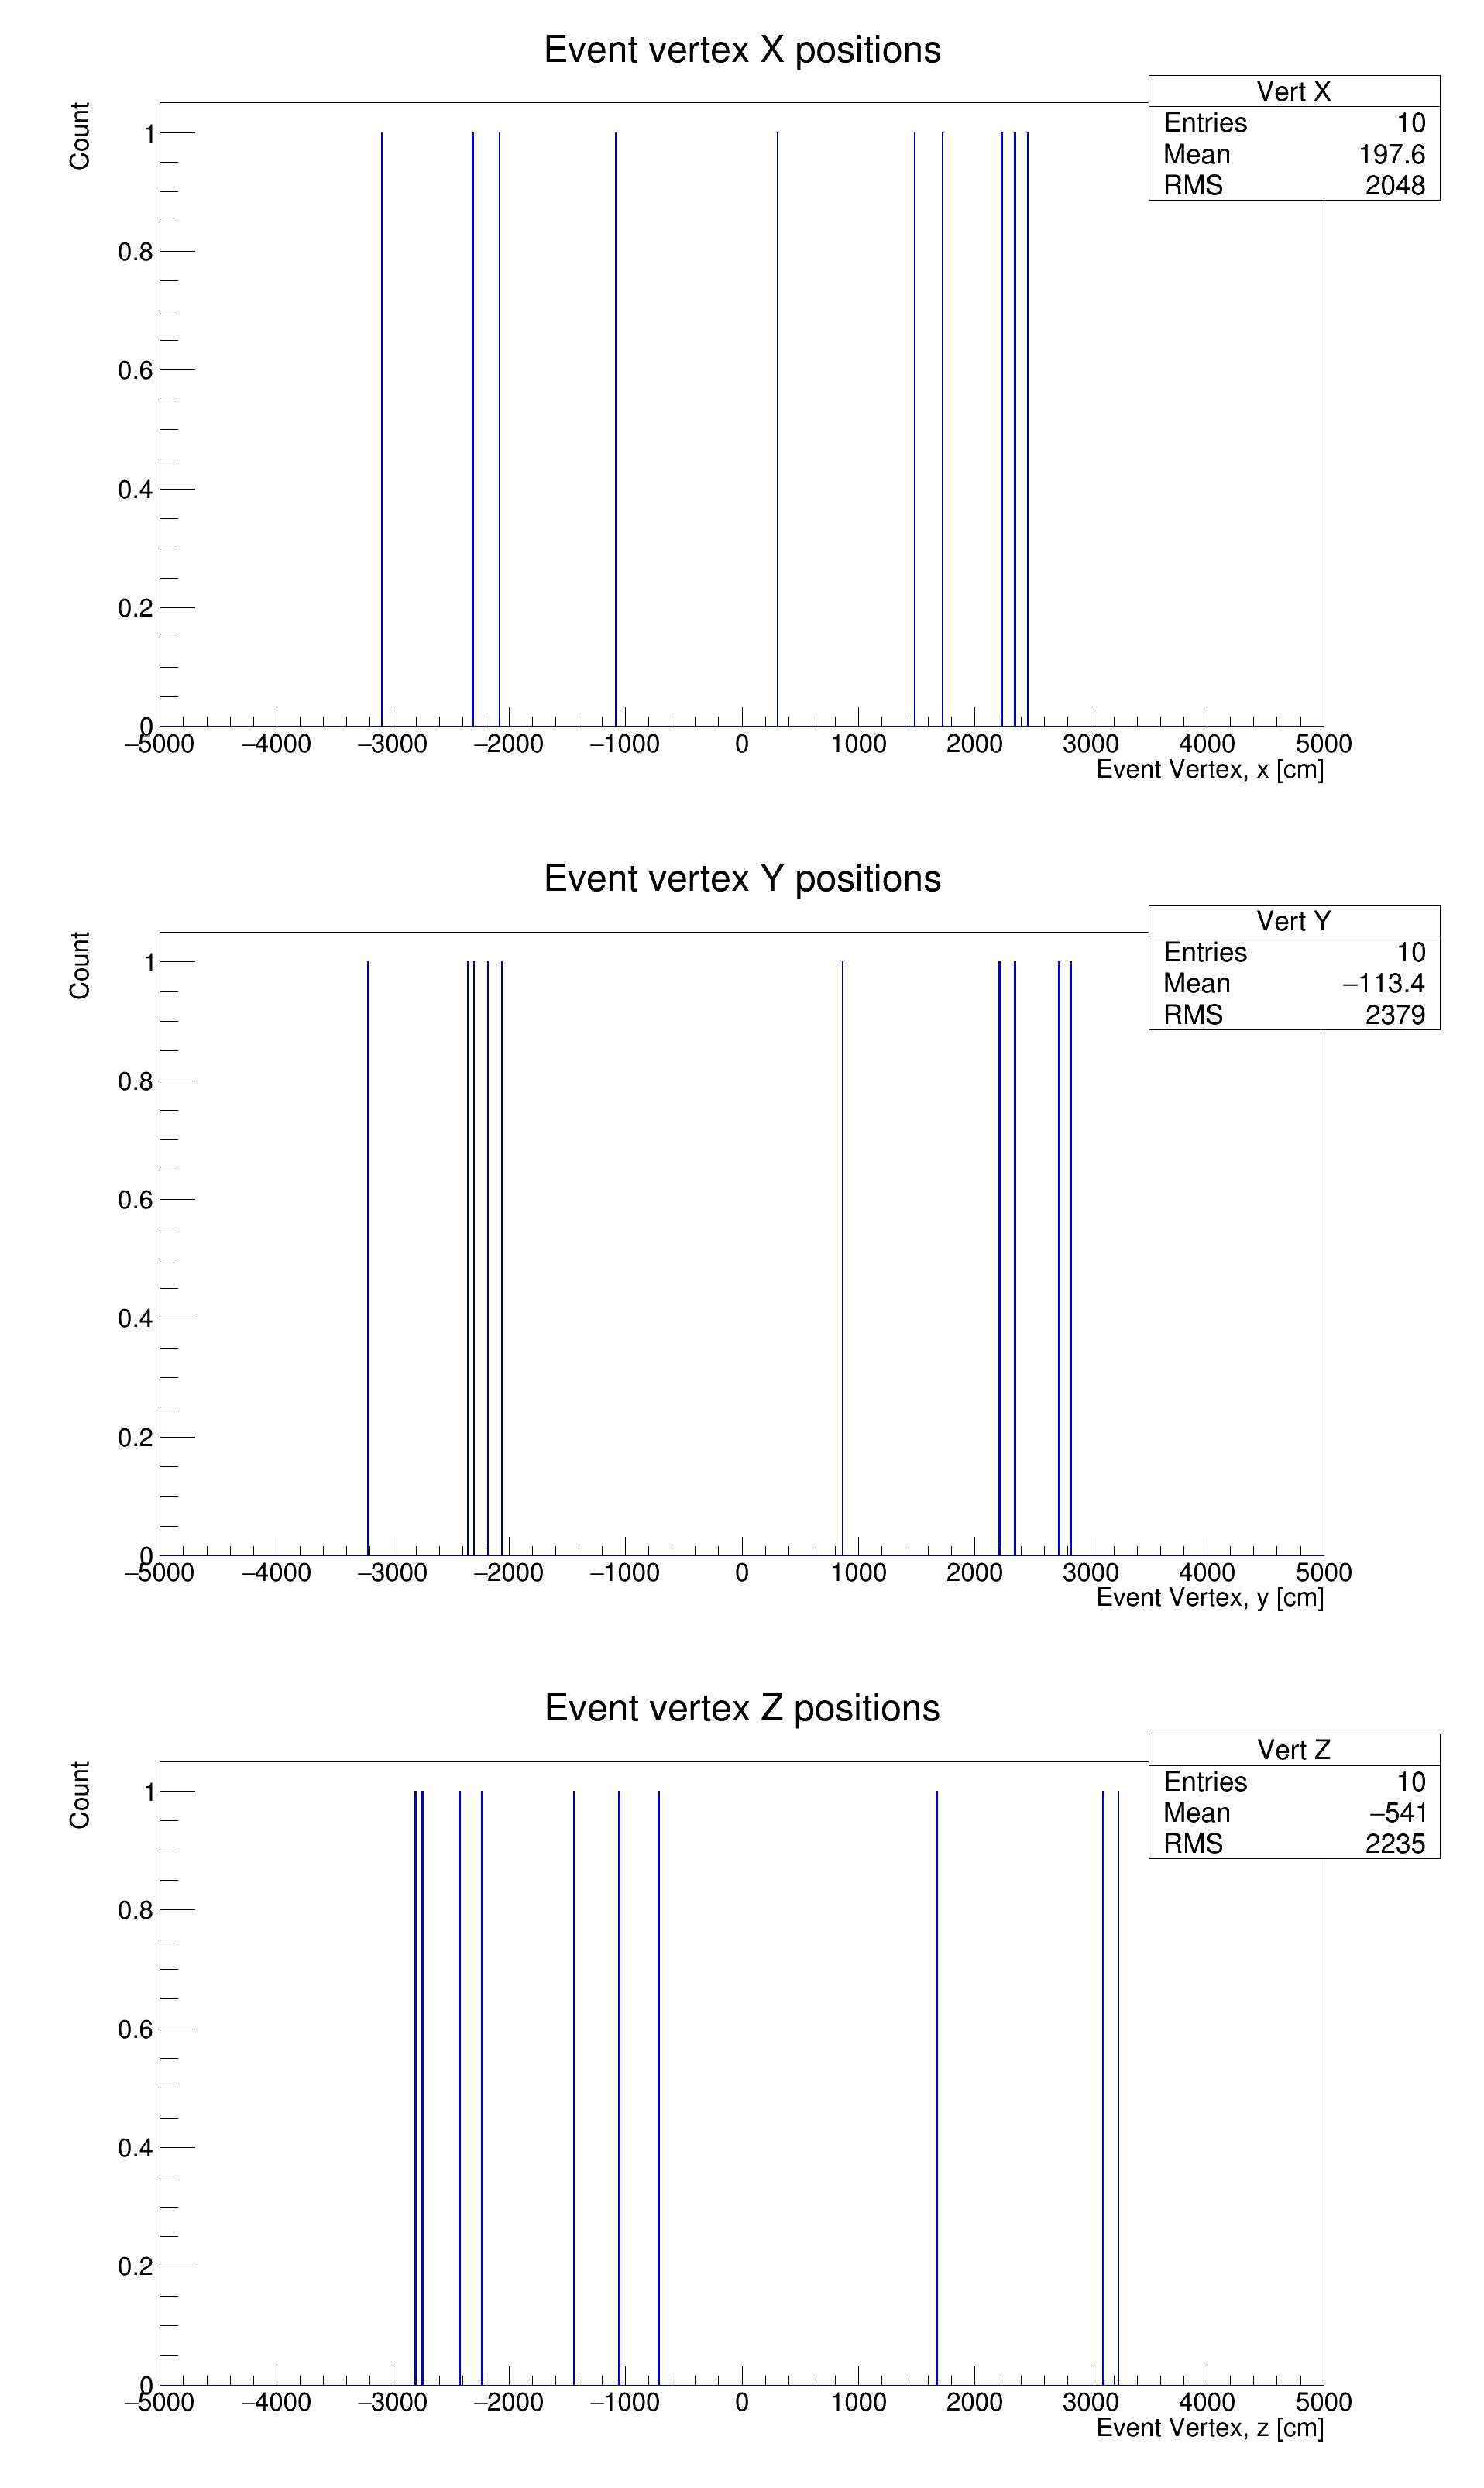 Event vertex X positions
Count
Vert X
Entries 10
Mean 197.6
RMS 2048
1
0.8
0.6
0.4
0.2
0
−5000 −4000 −3000 −2000 −1000 0 1000 2000 3000 4000 5000
Event Vertex, x [cm]
Event vertex Y positions
Count
Vert Y
Entries 10
Mean −113.4
RMS 2379
1
0.8
0.6
0.4
0.2
0
−5000 −4000 −3000 −2000 −1000 0 1000 2000 3000 4000 5000
Event Vertex, y [cm]
Event vertex Z positions
Count
Vert Z
Entries 10
Mean −541
RMS 2235
1
0.8
0.6
0.4
0.2
0
−5000 −4000 −3000 −2000 −1000 0 1000 2000 3000 4000 5000
Event Vertex, z [cm]